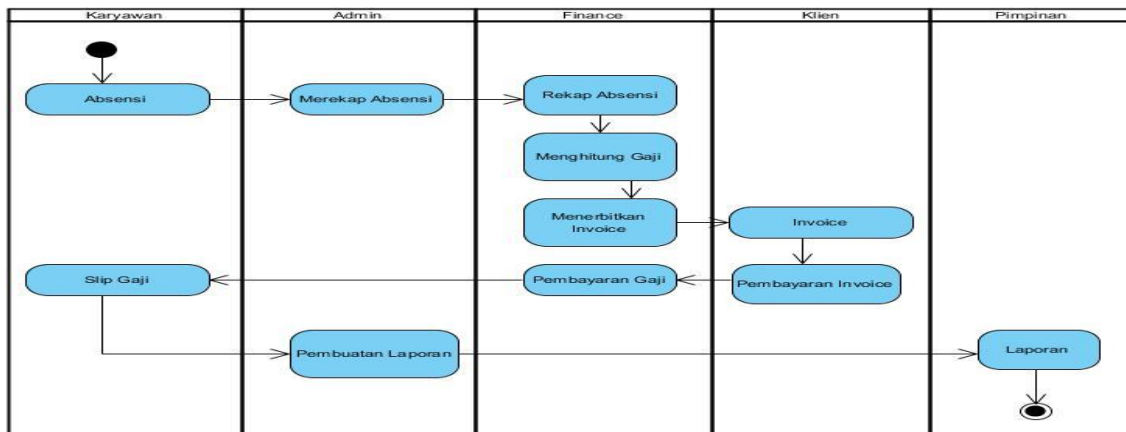 Karyawan
Admin
Finance
Klien
Pimpinan
Absensi
Merekap Absensi
Rekap Absensi
Menghitung Gaji
Menerbitkan
Invoice
Invoice
Slip Gaji
Pembayaran Gaji
Pembayaran Invoice
Pembuatan Laporan
Laporan